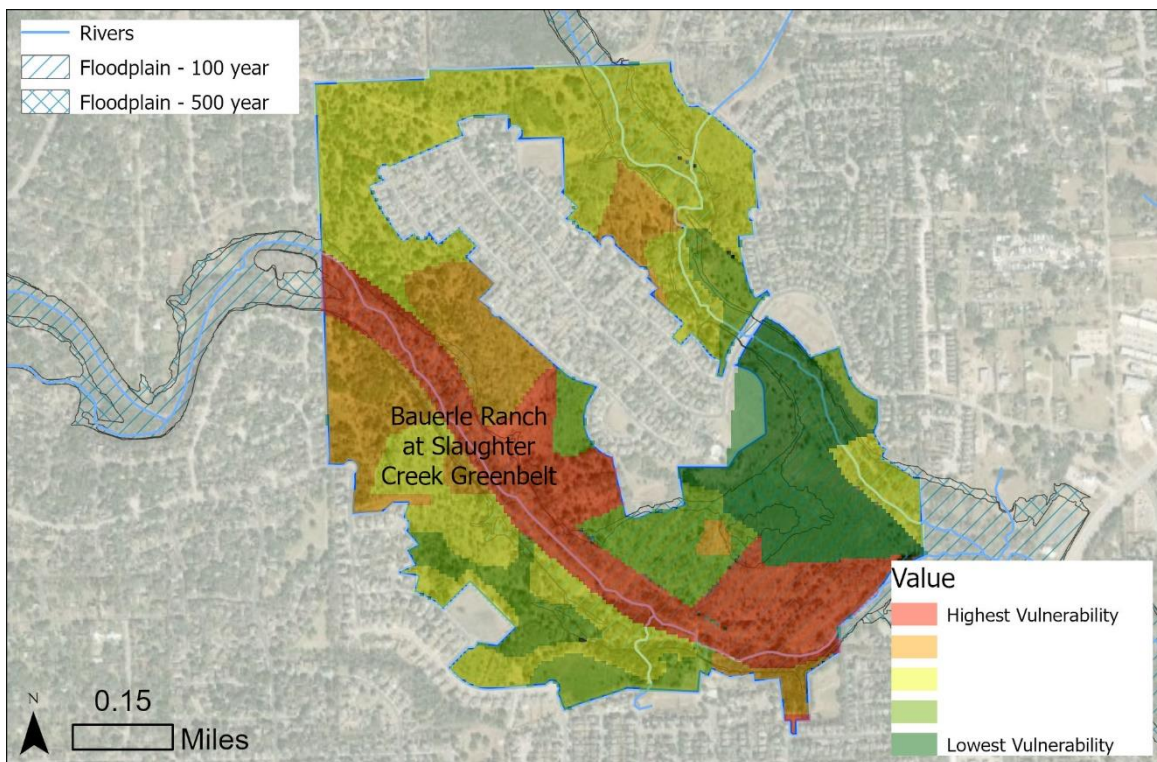 Rivers
Floodplain - 100 year
Floodplain - 500 year
Bauerle Ranch
at Slaughter
Creek Greenbelt
Value
Highest Vulnerability
Lowest Vulnerability
N
0.15
Miles